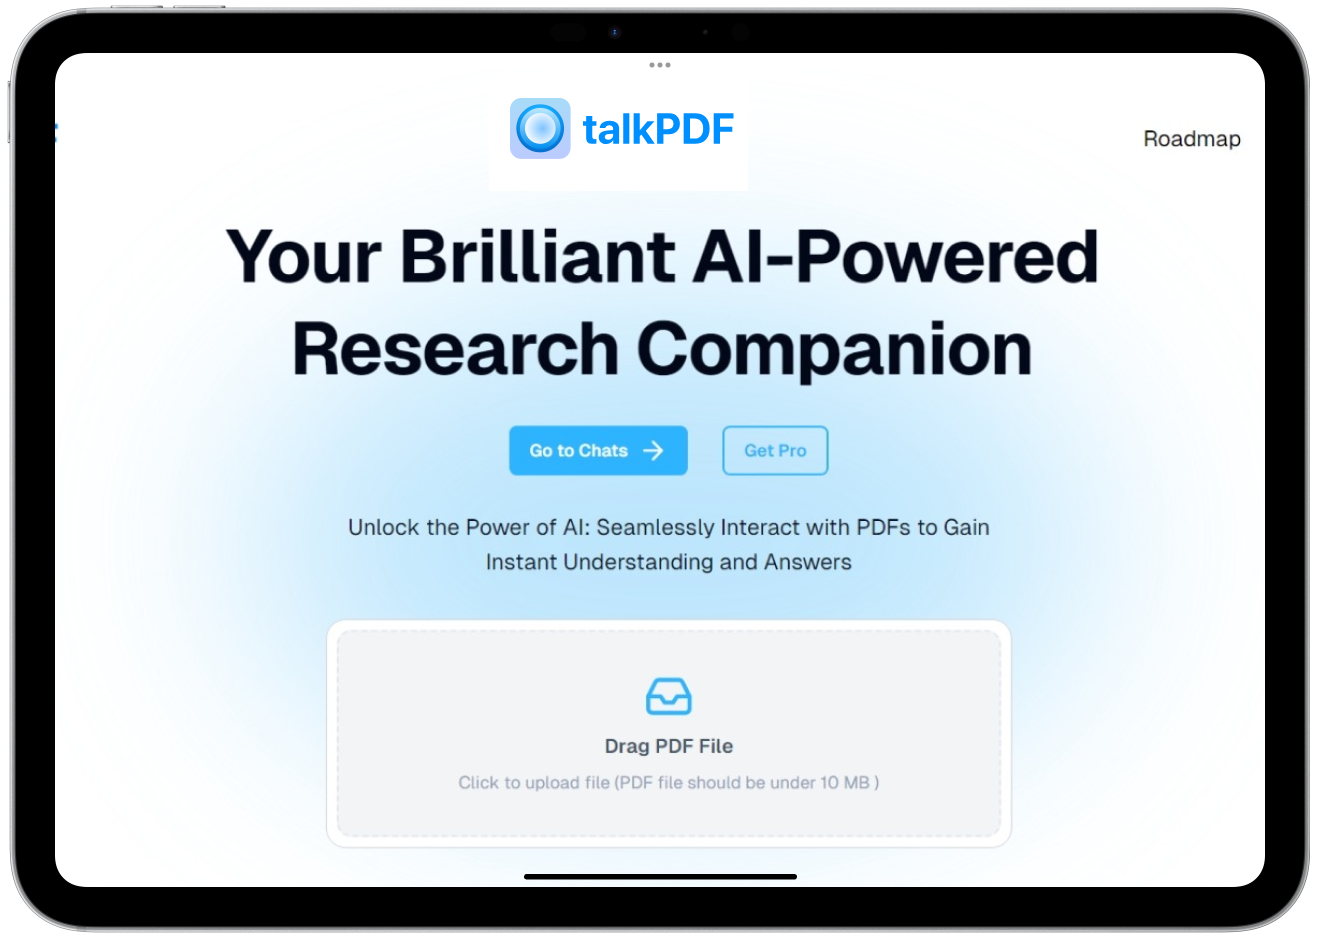 talkPDF
Roadmap
Your Brilliant AI-Powered
Research Companion
Go to Chats
Get Pro
Unlock the Power of AI: Seamlessly Interact with PDFs to Gain
Instant Understanding and Answers
Drag PDF File
Click to upload file (PDF file should be under 10 MB )